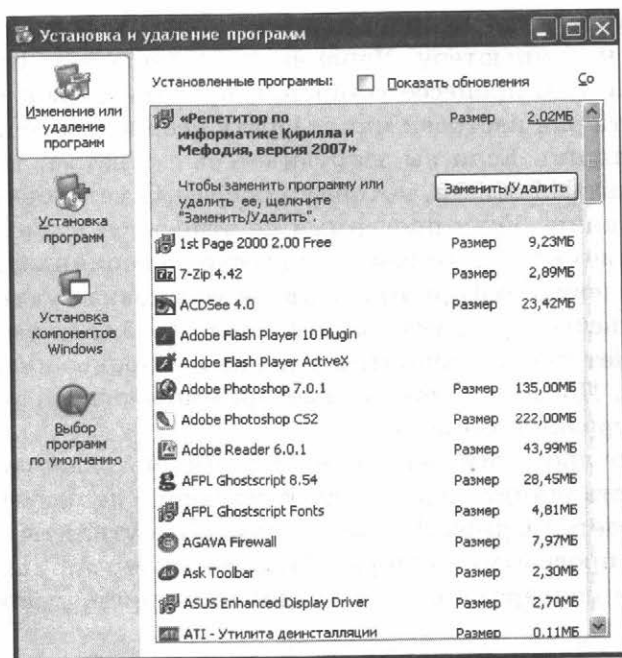 Установка и удаление программ
Изменение или
удаление
программ
Установка
программ
Установка
компонентов
Windows
Выбор
программ
по умолчанию
Установленные программы: Показать обновления Со
«Репетитор по Размер 2,02МБ
информатике Кирилла и
Мефодия, версия 2007»
Чтобы заменить программу или
удалить ее, щелкните
"Заменить/Удалить".
Заменить/Удалить
1st Page 2000 2.00 Free Размер 9,23МБ
7-Zip 4.42 Размер 2,89МБ
ACDSee 4.0 Размер 23,42МБ
Adobe Flash Player 10 Plugin
Adobe Flash Player ActiveX
Adobe Photoshop 7.0.1 Размер 135,00МБ
Adobe Photoshop CS2 Размер 222,00МБ
Adobe Reader 6.0.1 Размер 43,99МБ
AFPL Ghostscript 8.54 Размер 28,45МБ
AFPL Ghostscript Fonts Размер 4,81МБ
AGAVA Firewall Размер 7,97МБ
Ask Toolbar Размер 2,30МБ
ASUS Enhanced Display Driver Размер 2,70МБ
ATI - Утилита деинсталляции Размер 0,11МБ